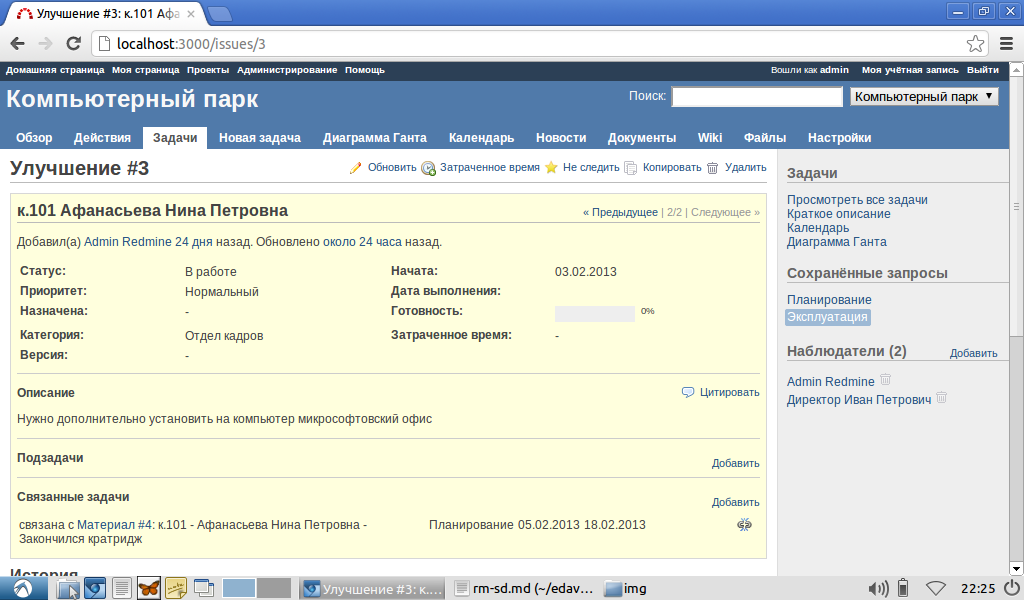 Улучшение #3: к.101 Афа
localhost:3000/issues/3
Домашняя страница Моя страница Проекты Администрирование Помощь Вошли как admin Моя учётная запись Выйти
Компьютерный парк Поиск: Компьютерный парк
Обзор Действия Задачи Новая задача Диаграмма Ганта Календарь Новости Документы Wiki Файлы Настройки
Улучшение #3 Обновить Затраченное время Не следить Копировать Удалить
к.101 Афанасьева Нина Петровна « Предыдущее | 2/2 | Следующее »
Добавил(а) Admin Redmine 24 дня назад. Обновлено около 24 часа назад.
Статус: В работе Начата: 03.02.2013
Приоритет: Нормальный Дата выполнения:
Назначена: - Готовность: 0%
Категория: Отдел кадров Затраченное время: -
Версия: -
Описание Цитировать
Нужно дополнительно установить на компьютер микрософтовский офис
Подзадачи Добавить
Связанные задачи Добавить
связана с Материал #4: к.101 - Афанасьева Нина Петровна - Планирование 05.02.2013 18.02.2013
Закончился кратридж
История
Задачи
Просмотреть все задачи
Краткое описание
Календарь
Диаграмма Ганта
Сохранённые запросы
Планирование
Эксплуатация
Наблюдатели (2) Добавить
Admin Redmine
Директор Иван Петрович
Улучшение #3: к.... rm-sd.md (~/edav... img 22:25